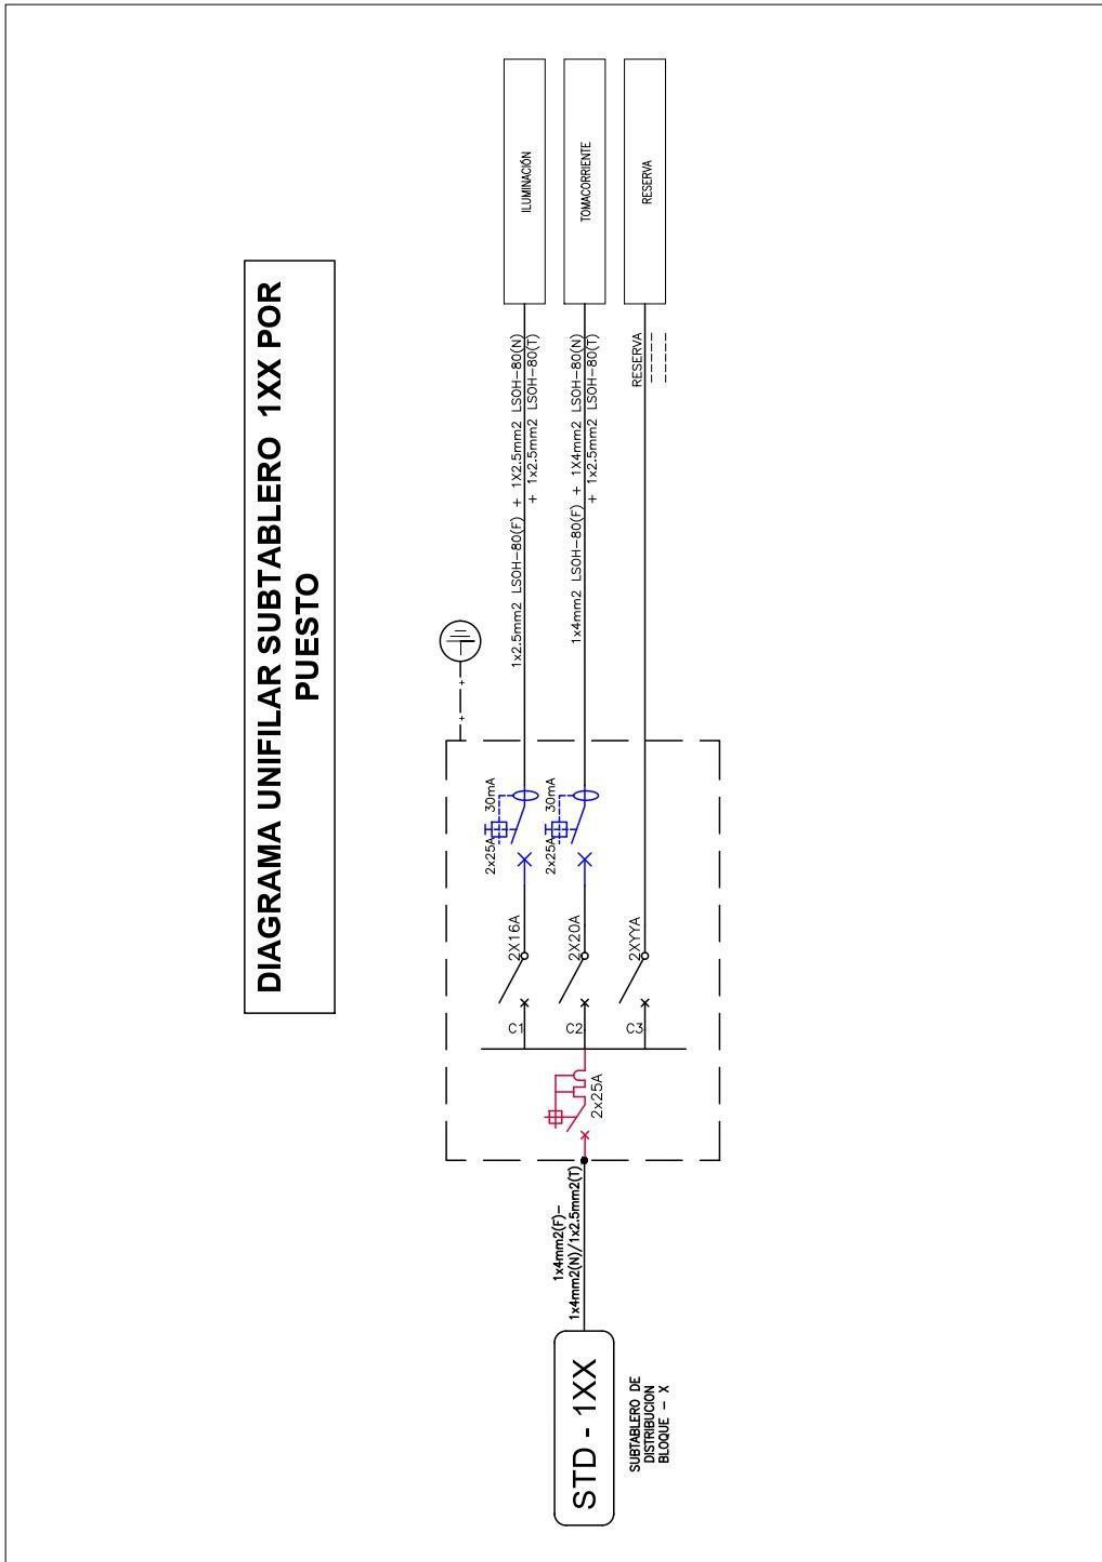 DIAGRAMA UNIFILAR SUBTABLERO 1XX POR
PUESTO
STD - 1XX
SUBTABLERO DE
DISTRIBUCION
BLOQUE - X
1x4mm2(F)-
1x4mm2(N)/1x2.5mm2(T)
2x25A
C1
2X16A
2x25A
30mA
1x2.5mm2 LSOH-80(F) + 1X2.5mm2 LSOH-80(N)
+ 1x2.5mm2 LSOH-80(T)
ILUMINACIÓN
C2
2X20A
2x25A
30mA
1x4mm2 LSOH-80(F) + 1X4mm2 LSOH-80(N)
+ 1x2.5mm2 LSOH-80(T)
TOMACORRIENTE
C3
2XYYA
RESERVA
RESERVA